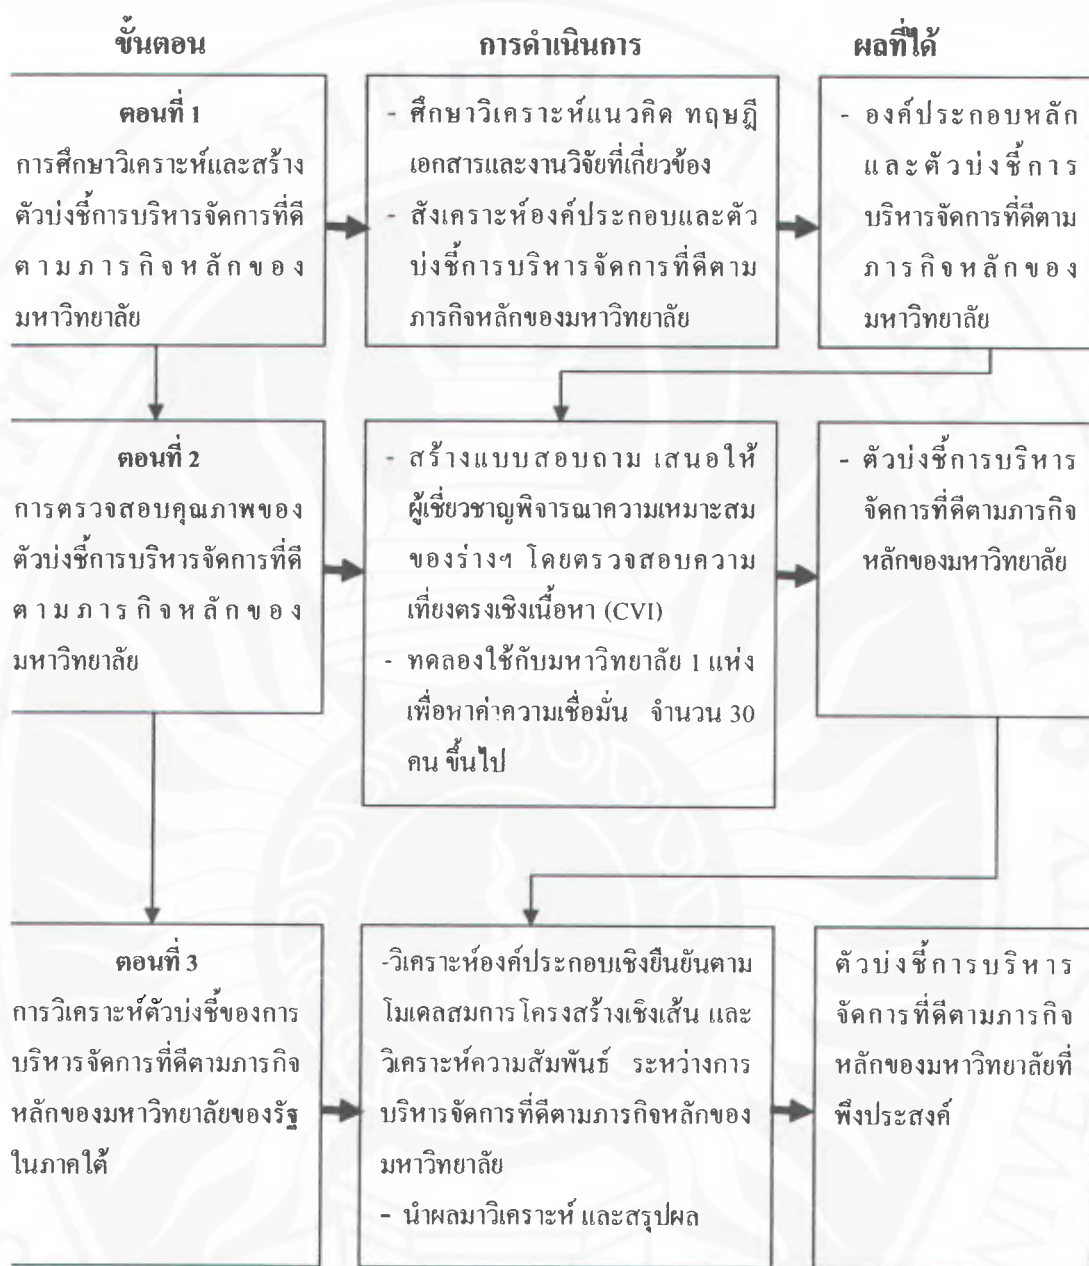 ขั้นตอน
การดำเนินการ
ผลที่ได้
ตอนที่ 1
การศึกษาวิเคราะห์และสร้าง
ตัวบ่งชี้การบริหารจัดการที่ดี
ตามภารกิจหลักของ
มหาวิทยาลัย
- ศึกษาวิเคราะห์แนวคิด ทฤษฎี
เอกสารและงานวิจัยที่เกี่ยวข้อง
- สังเคราะห์องค์ประกอบและตัว
บ่งชี้การบริหารจัดการที่ดีตาม
ภารกิจหลักของมหาวิทยาลัย
- องค์ประกอบหลัก
และตัวบ่งชี้การ
บริหารจัดการที่ดีตาม
ภารกิจหลักของ
มหาวิทยาลัย
ตอนที่ 2
การตรวจสอบคุณภาพของ
ตัวบ่งชี้การบริหารจัดการที่ดี
ตามภารกิจหลักของ
มหาวิทยาลัย
- สร้างแบบสอบถาม เสนอให้
ผู้เชี่ยวชาญพิจารณาความเหมาะสม
ของร่างฯ โดยตรวจสอบความ
เที่ยงตรงเชิงเนื้อหา (CVI)
- ทดลองใช้กับมหาวิทยาลัย 1 แห่ง
เพื่อหาค่าความเชื่อมั่น จำนวน 30
คน ขึ้นไป
- ตัวบ่งชี้การบริหาร
จัดการที่ดีตามภารกิจ
หลักของมหาวิทยาลัย
ตอนที่ 3
การวิเคราะห์ตัวบ่งชี้ของการ
บริหารจัดการที่ดีตามภารกิจ
หลักของมหาวิทยาลัยของรัฐ
ในภาคใต้
-วิเคราะห์องค์ประกอบเชิงยืนยันตาม
โมเดลสมการโครงสร้างเชิงเส้น และ
วิเคราะห์ความสัมพันธ์ ระหว่างการ
บริหารจัดการที่ดีตามภารกิจหลักของ
มหาวิทยาลัย
- นำผลมาวิเคราะห์ และสรุปผล
ตัวบ่งชี้การบริหาร
จัดการที่ดีตามภารกิจ
หลักของมหาวิทยาลัยที่
พึงประสงค์